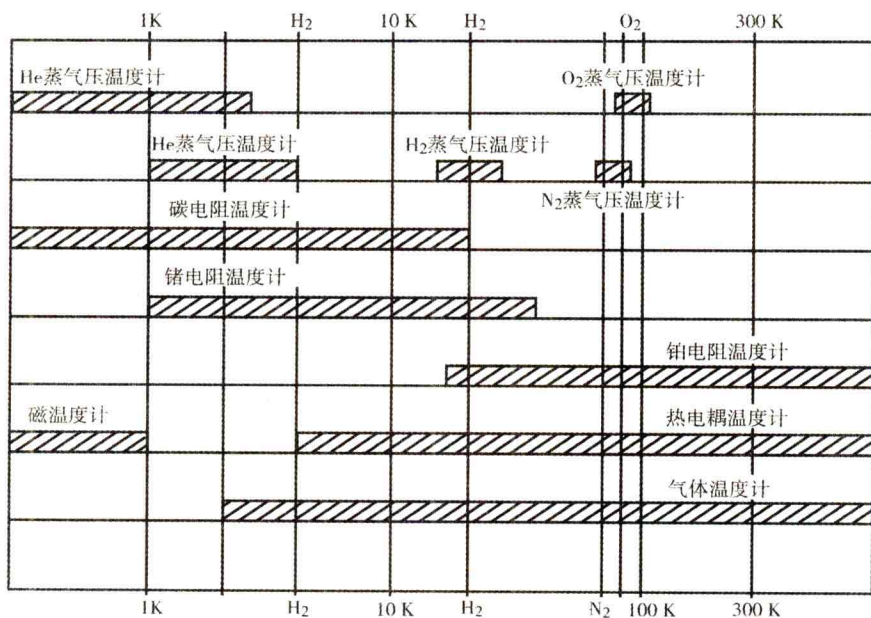 1K H₂ 10 K H₂ O₂ 300 K
He蒸气压温度计 O₂蒸气压温度计
He蒸气压温度计 H₂蒸气压温度计
N₂蒸气压温度计
碳电阻温度计
锗电阻温度计
铂电阻温度计
磁温度计 热电耦温度计
气体温度计
1K H₂ 10 K H₂ N₂ 100 K 300 K